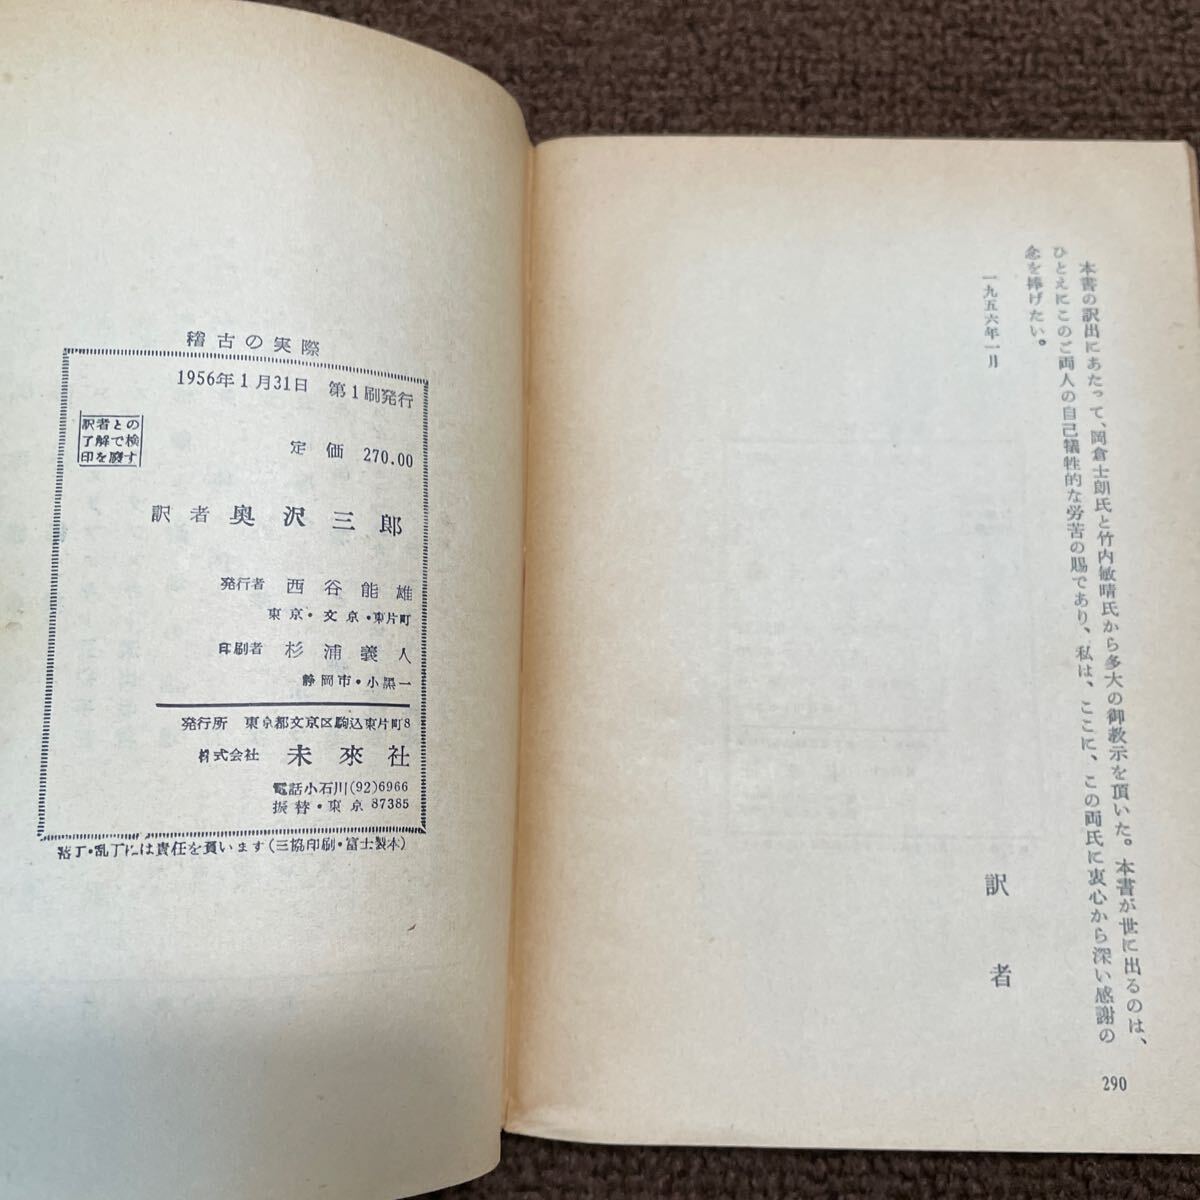 本書の訳出にあたって、岡倉士朗氏と竹内敏晴氏から多大の御教示を頂いた。本書が世に出るのは、
ひとえにこのご両人の自己犠牲的な労苦の賜であり、私は、ここに、この両氏に衷心から深い感謝の
念を捧げたい。
一九五六年一月
訳者
290
稽古の実際
1956年1月31日 第1刷発行
訳者との
了解で検
印を廃す
定価 270.00
訳者 奥沢三郎
発行者 西谷能雄
東京・文京・東片町
印刷者 杉浦義人
静岡市・小黒一
発行所 東京都文京区駒込東片町8
株式会社 未來社
電話小石川(92)6966
振替・東京 87385
落丁・乱丁には責任を負います(三協印刷・富士製本)